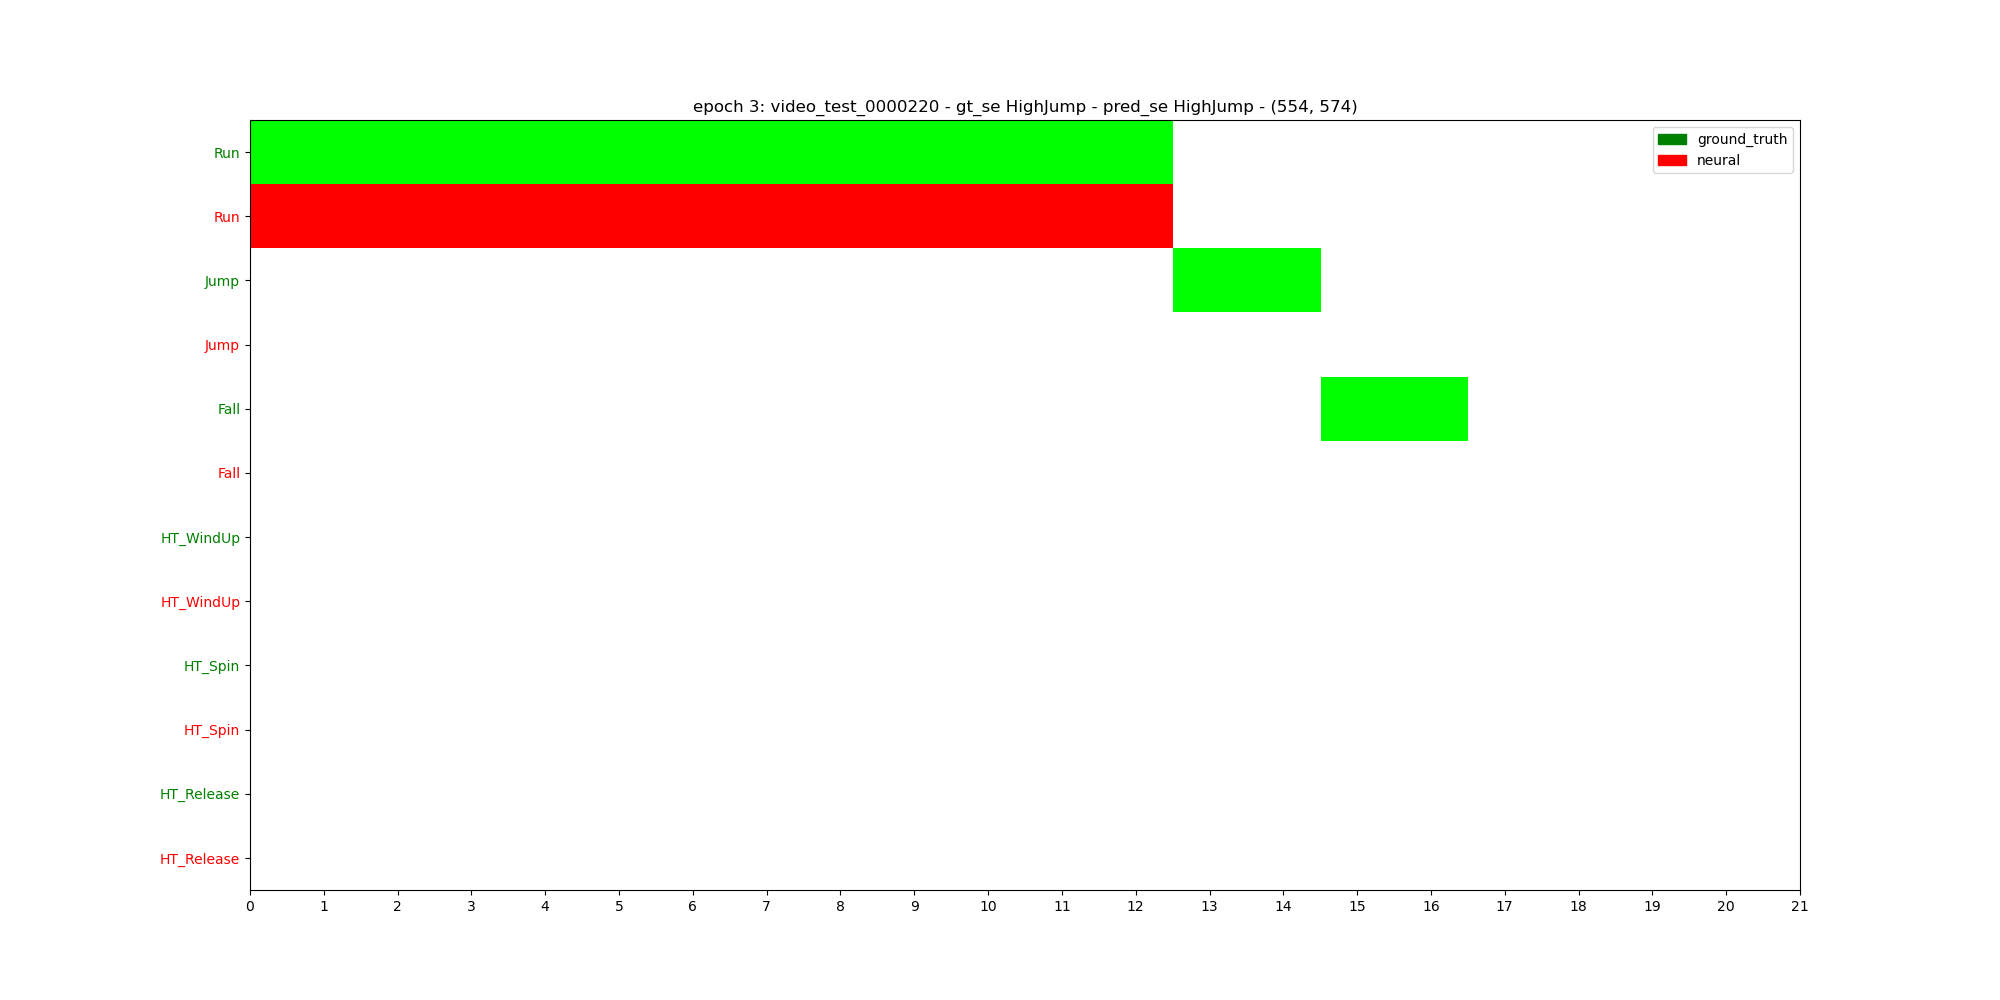 epoch 3: video_test_0000220 - gt_se HighJump - pred_se HighJump - (554, 574)
ground_truth
neural
Run
Run
Jump
Jump
Fall
Fall
HT_WindUp
HT_WindUp
HT_Spin
HT_Spin
HT_Release
HT_Release
0 1 2 3 4 5 6 7 8 9 10 11 12 13 14 15 16 17 18 19 20 21